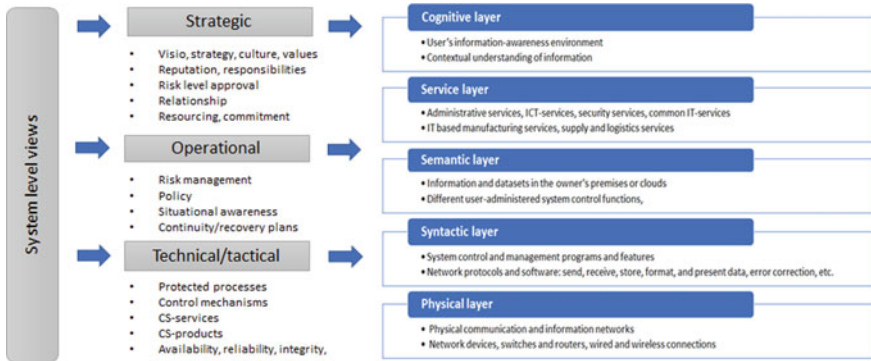 System level views
Strategic
• Visio, strategy, culture, values
• Reputation, responsibilities
• Risk level approval
• Relationship
• Resourcing, commitment
Operational
• Risk management
• Policy
• Situational awareness
• Continuity/recovery plans
Technical/tactical
• Protected processes
• Control mechanisms
• CS-services
• CS-products
• Availability, reliability, integrity,
Cognitive layer
• User's information-awareness environment
• Contextual understanding of information
Service layer
• Administrative services, ICT-services, security services, common IT-services
• IT based manufacturing services, supply and logistics services
Semantic layer
• Information and datasets in the owner's premises or clouds
• Different user-administered system control functions,
Syntactic layer
• System control and management programs and features
• Network protocols and software: send, receive, store, format, and present data, error correction, etc.
Physical layer
• Physical communication and information networks
• Network devices, switches and routers, wired and wireless connections